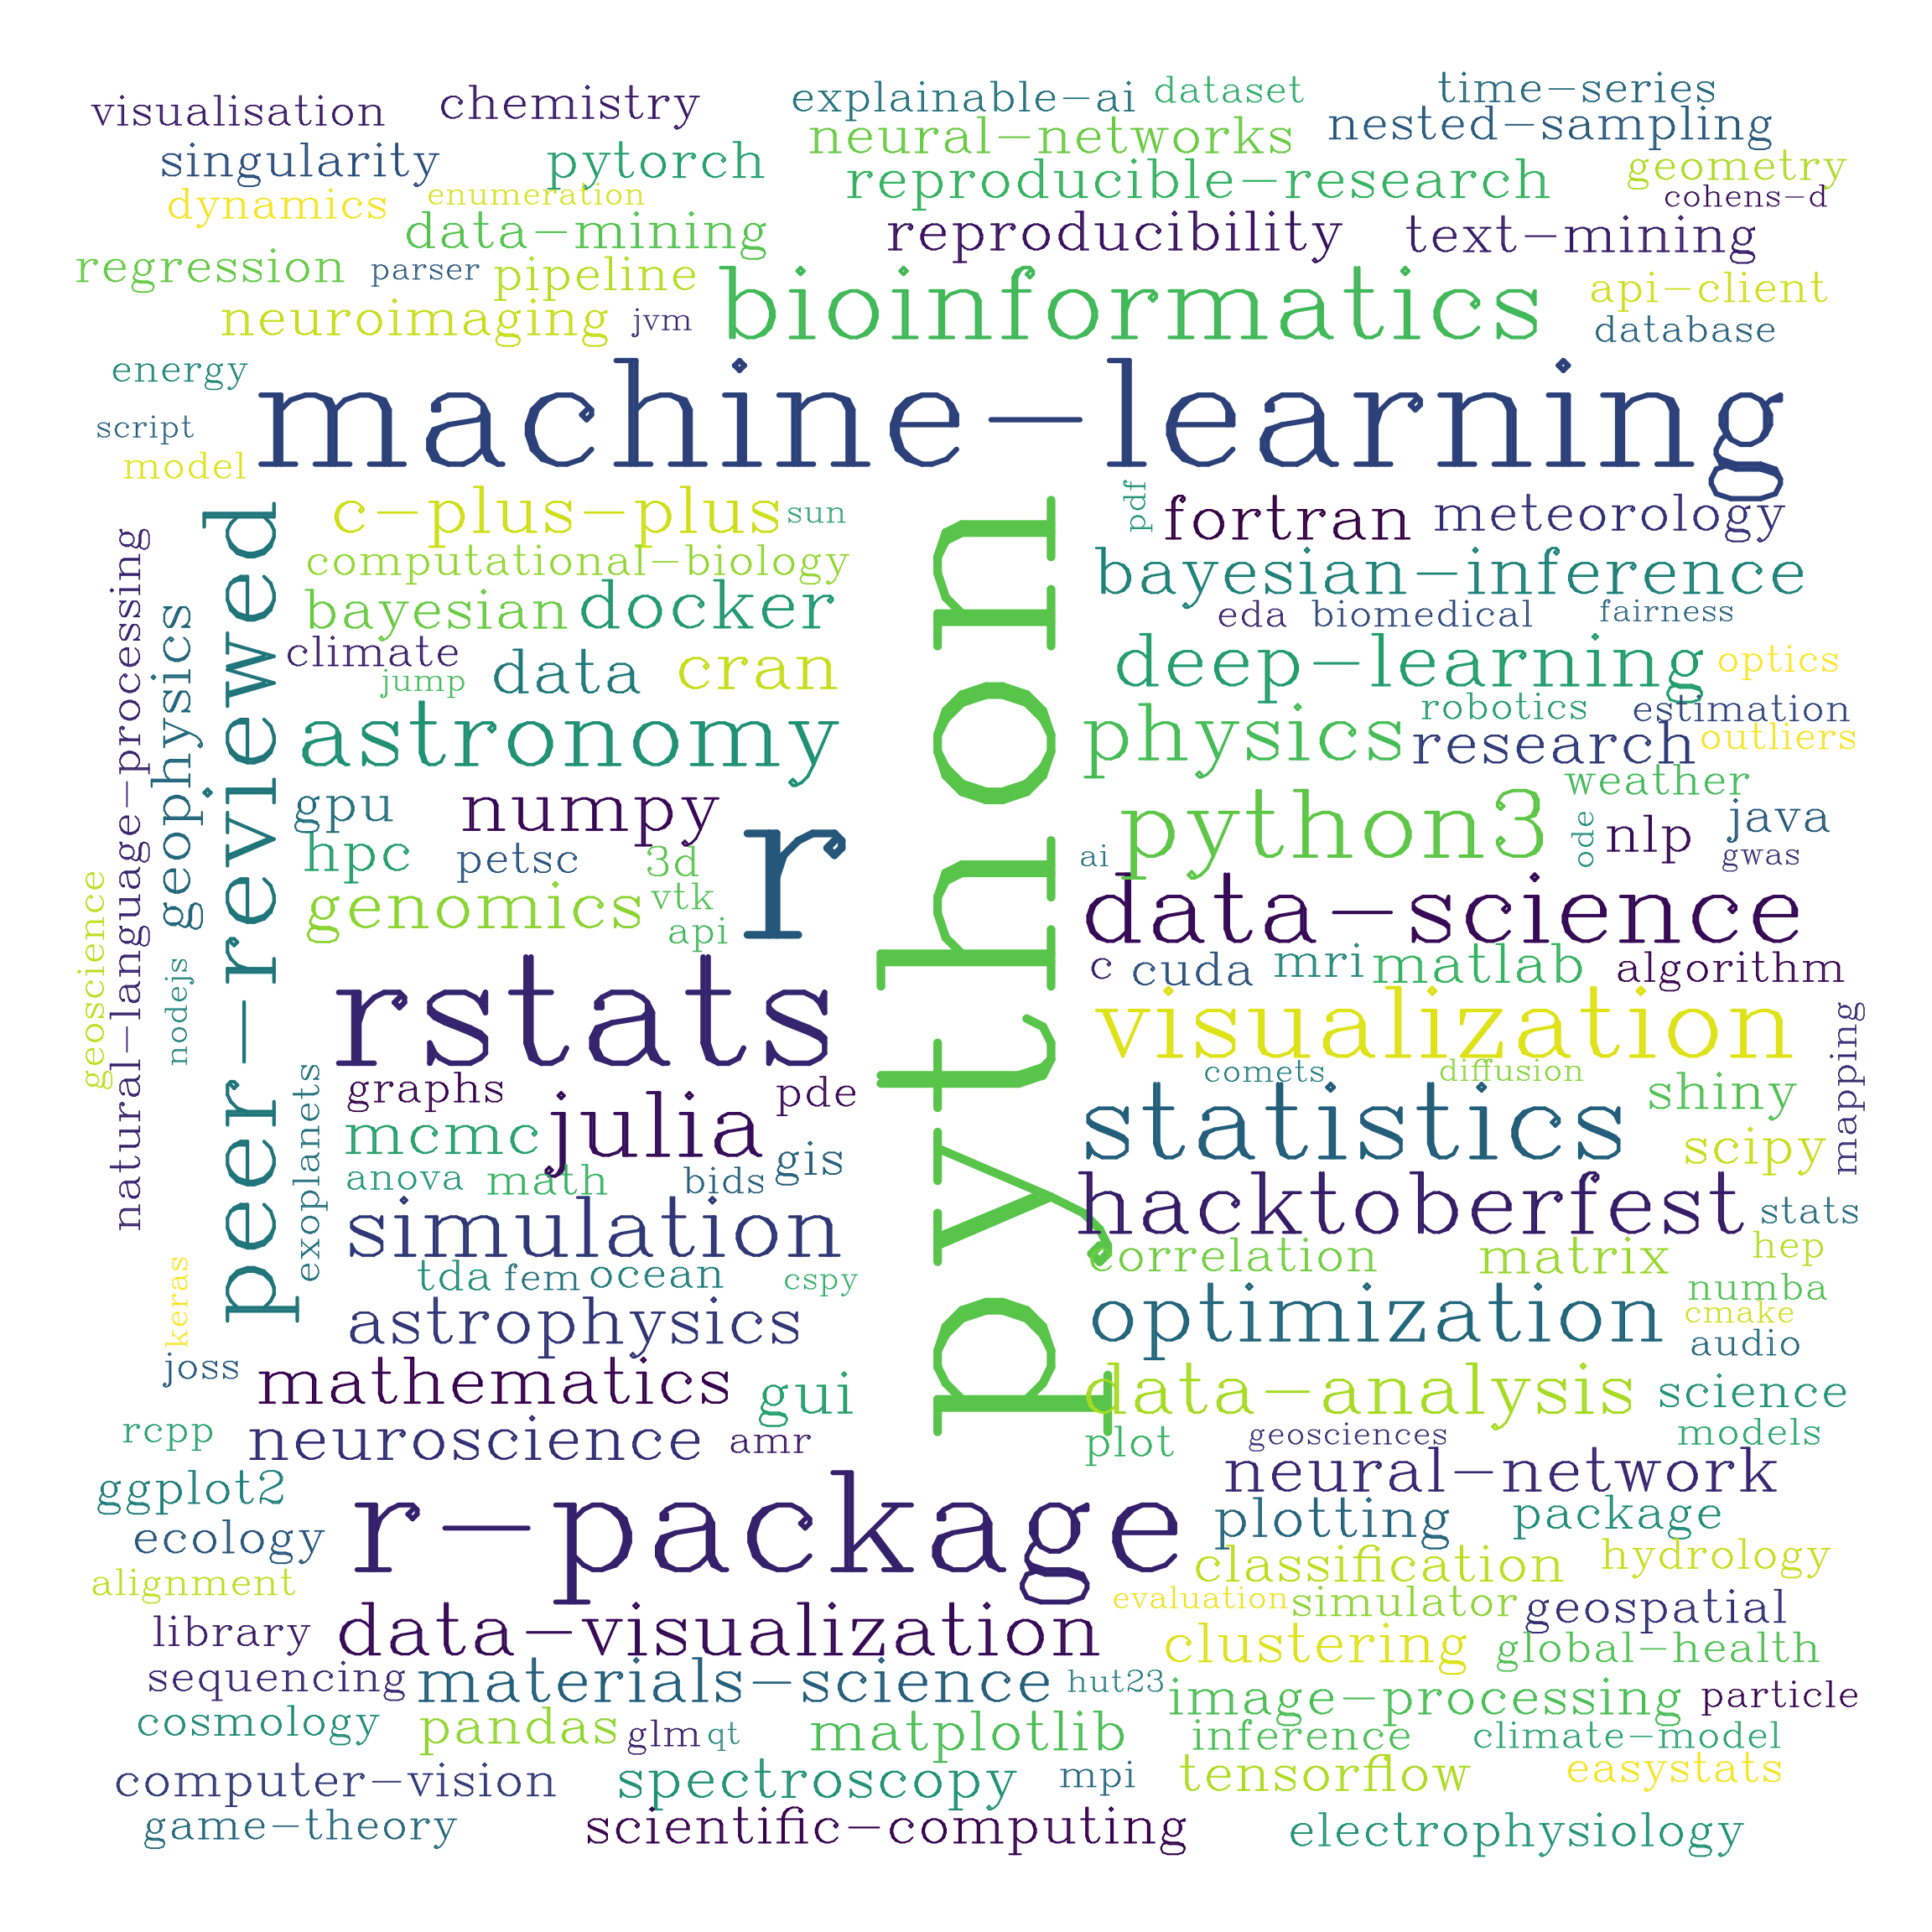 time-series
explainable-ai
dataset
visualisation
chemistry
nested-sampling
neural-networks
singularity
pytorch
geometry
reproducible-research
cohens-d
dynamics
enumeration
data-mining
reproducibility
text-mining
regression
parser
pipeline
bioinformatics
api-client
neuroimaging
jvm
database
energy
machine-learning
script
model
peer-reviewed
c-plus-plus
sun
python
pdf
fortran
meteorology
natural-language-processing
computational-biology
bayesian-inference
geophysics
bayesian
docker
eda
biomedical
fairness
climate
data
cran
deep-learning
optics
jump
robotics
estimation
astronomy
physics
research
outliers
weather
gpu
numpy
r
python3
ode
nlp
java
hpc
petsc
3d
ai
gwas
geoscience
genomics
vtk
api
data-science
nodejs
c
cuda
mri
matlab
algorithm
rstats
visualization
mapping
exoplanets
graphs
julia
pde
comets
diffusion
shiny
mcmc
gis
statistics
scipy
anova
math
bids
simulation
hacktoberfest
stats
keras
correlation
matrix
hep
tda
fem
ocean
cspy
numba
astrophysics
optimization
cmake
audio
joss
mathematics
gui
data-analysis
science
rcpp
neuroscience
amr
plot
geosciences
models
ggplot2
r-package
neural-network
ecology
plotting
package
alignment
classification
hydrology
library
data-visualization
evaluation
simulator
geospatial
clustering
global-health
sequencing
materials-science
hut23
image-processing
particle
cosmology
pandas
glm
qt
matplotlib
inference
climate-model
computer-vision
spectroscopy
mpi
tensorflow
easystats
game-theory
scientific-computing
electrophysiology